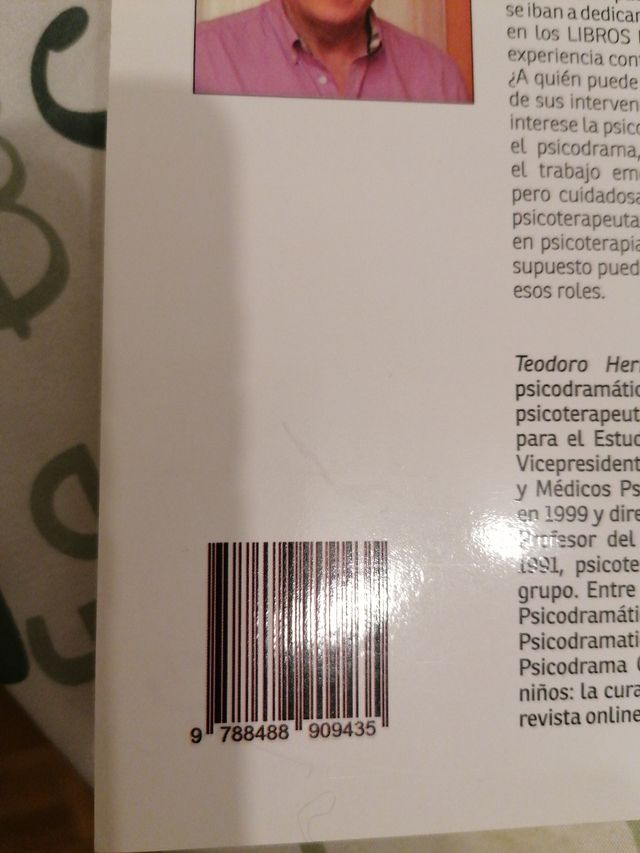 se iban a dedicar
en los LIBROS
experiencia con
¿A quién puede
de sus interven
interese la psico
el psicodrama,
el trabajo em
pero cuidados
psicoterapeuta
en psicoterapia
supuesto pued
esos roles.
Teodoro Her
psicodramátic
psicoterapeut
para el Estud
Vicepresident
y Médicos Ps
en 1999 y dire
Profesor del
1991, psicote
grupo. Entre
Psicodramáti
Psicodramati
Psicodrama
niños: la cura
revista online
9 788488 909435